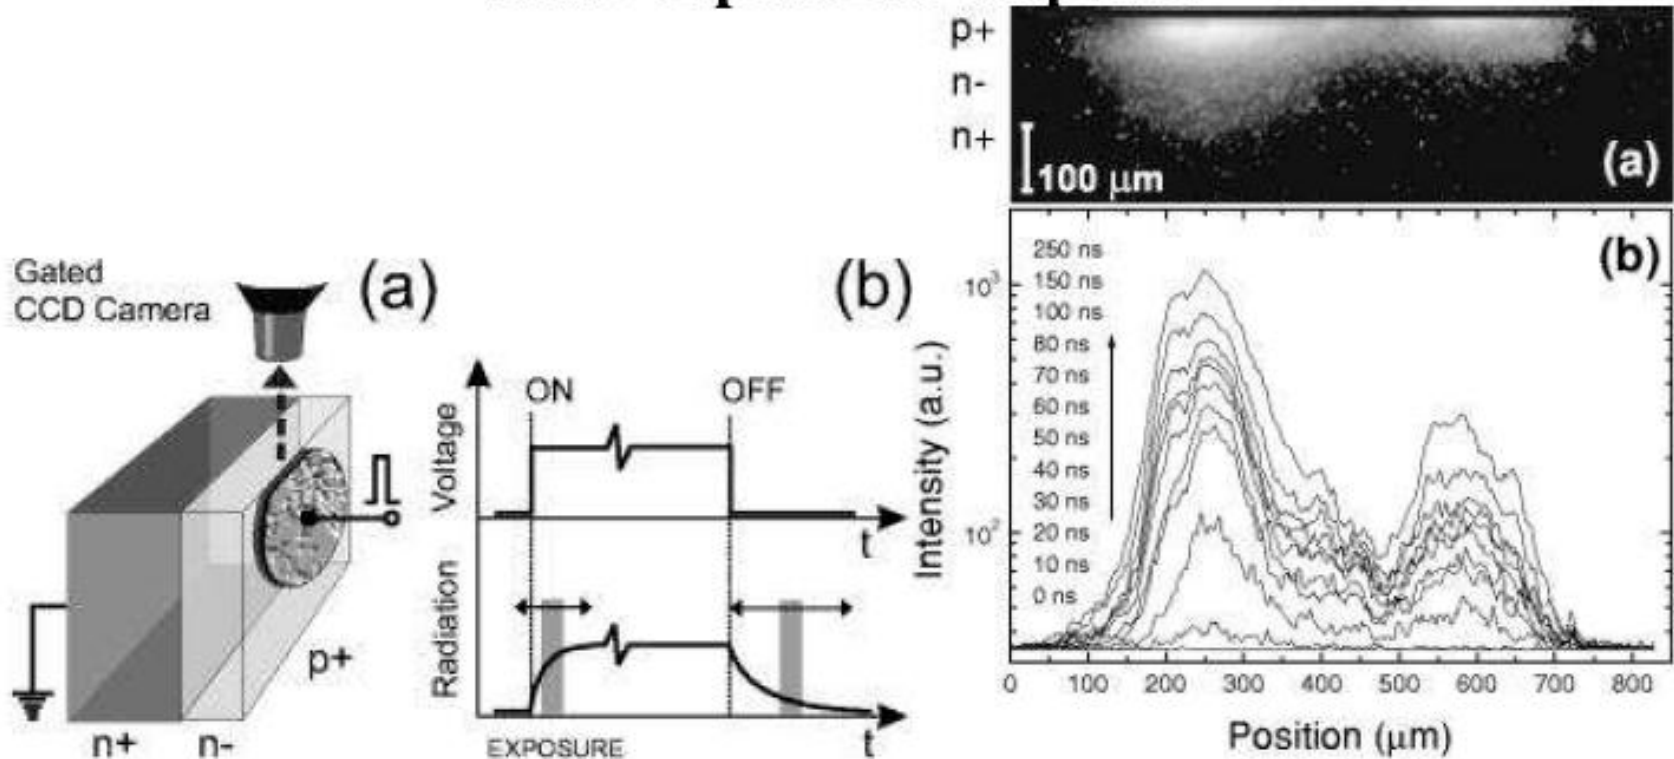 Gated
CCD Camera
(a)
n+
n-
p+
(b)
ON
OFF
Voltage
t
Radiation
EXPOSURE
t
p+
n-
n+
100 μm
(a)
(b)
250 ns
150 ns
100 ns
80 ns
70 ns
60 ns
50 ns
40 ns
30 ns
20 ns
10 ns
0 ns
10³
10²
Intensity (a.u.)
0 100 200 300 400 500 600 700 800
Position (μm)